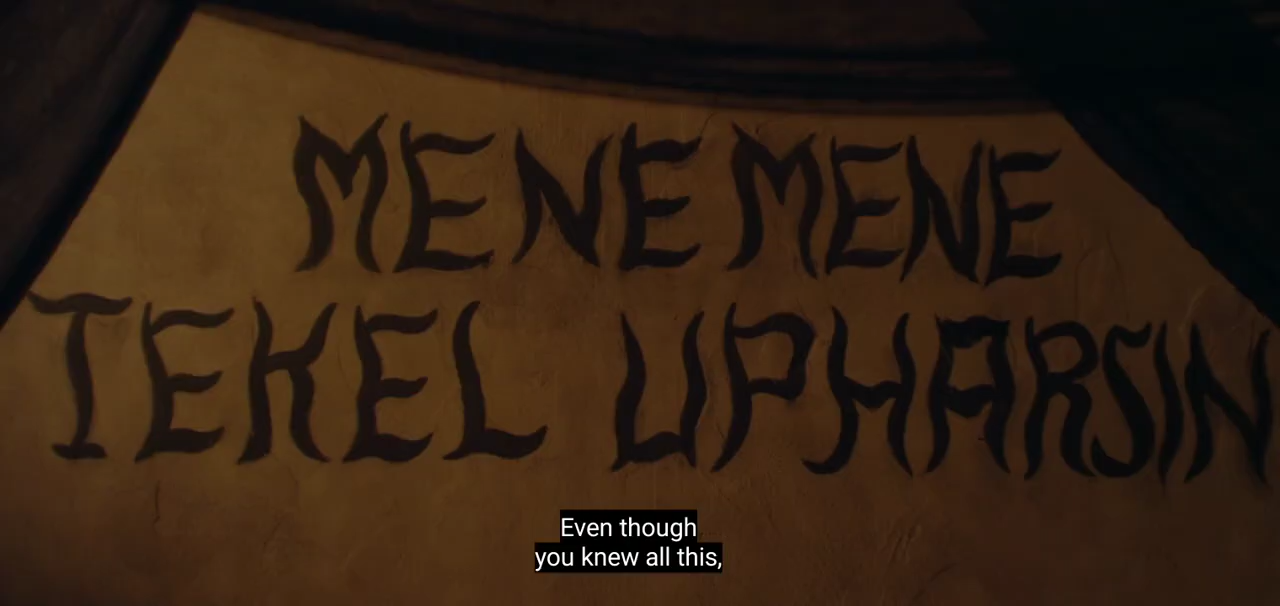 MENE MENE
TEKEL UPHARSIN
Even though
you knew all this,